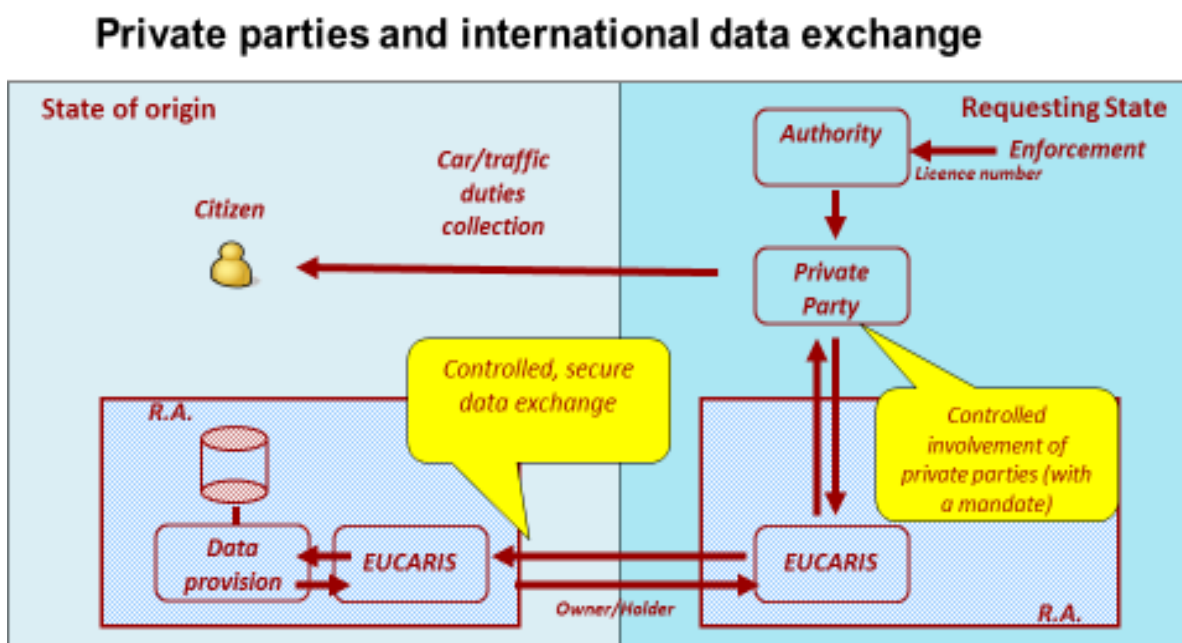 Private parties and international data exchange
State of origin
Requesting State
Authority
Enforcement
Licence number
Car/traffic
duties
collection
Citizen
Private
Party
Controlled, secure
data exchange
Controlled
involvement of
private parties (with
a mandate)
R.A.
Data
provision
EUCARIS
Owner/Holder
EUCARIS
R.A.